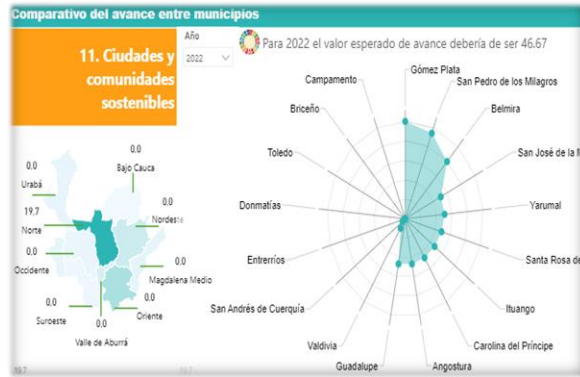 Comparativo del avance entre municipios
11. Ciudades y
comunidades
sostenibles
Año
2022
Para 2022 el valor esperado de avance debería de ser 46.67
0.0
Urabá
0.0
Bajo Cauca
19.7
Norte
0.0
Nordeste
0.0
Occidente
0.0
Magdalena Medio
0.0
Suroeste
0.0
Oriente
0.0
Valle de Aburrá
Gómez Plata
San Pedro de los Milagros
Belmira
San José de la M
Yarumal
Santa Rosa de
Ituango
Carolina del Príncipe
Angostura
Guadalupe
Valdivia
San Andrés de Cuerquía
Entrerríos
Donmatías
Toledo
Briceño
Campamento